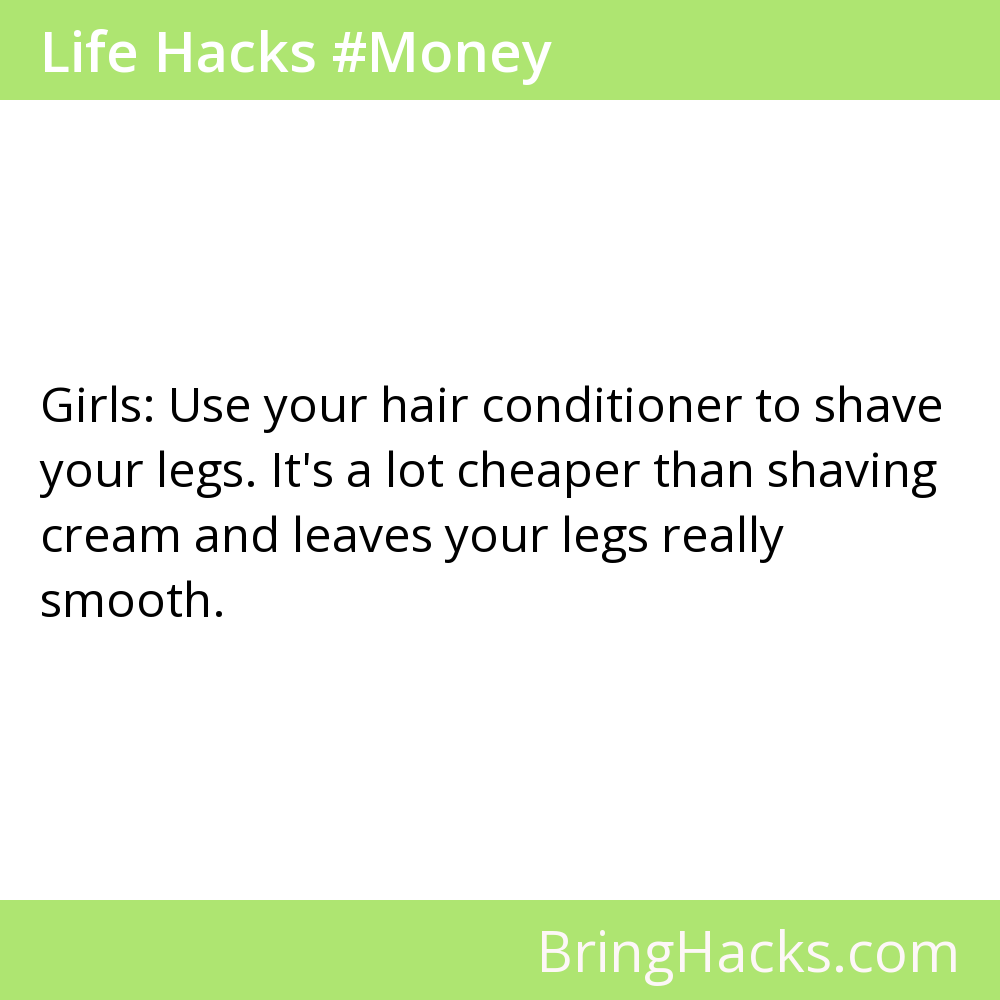 Life Hacks #Money
Girls: Use your hair conditioner to shave
your legs. It's a lot cheaper than shaving
cream and leaves your legs really
smooth.
BringHacks.com